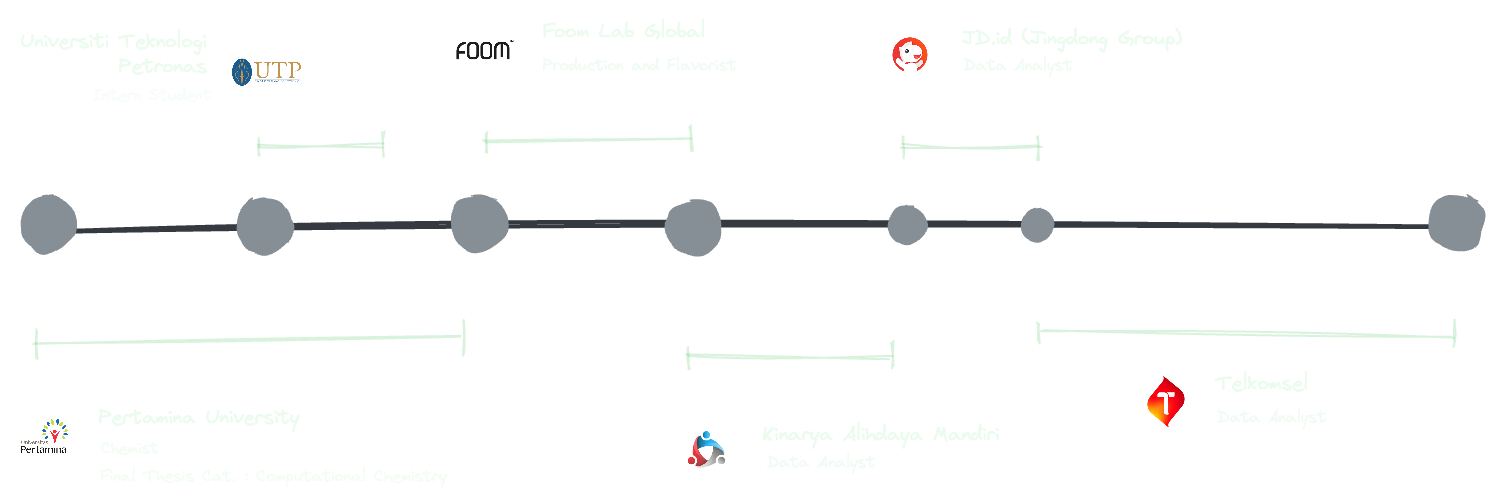 Universiti Teknologi
Petronas
Intern Student
UTP
FOOM
Foom Lab Global
Production and Flavorist
JD.id (Jingdong Group)
Data Analyst
Universitas
Pertamina
Pertamina University
Chemist
Final Thesis Cat. : Computational Chemistry
Kinarya Alihdaya Mandiri
Data Analyst
T
Telkomsel
Data Analyst